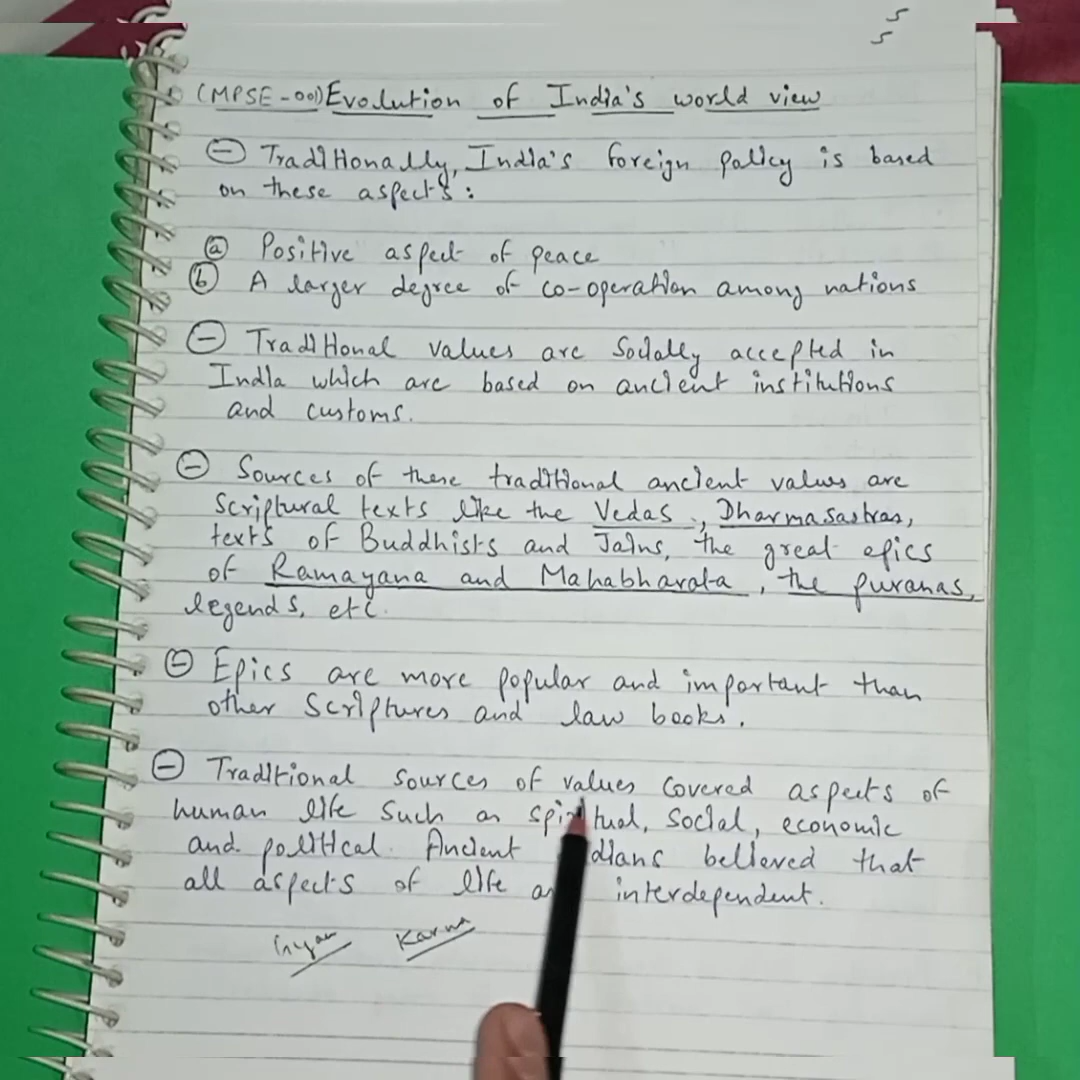 5
5
(MPSE-001) Evolution of India's world view
- Traditionally, India's foreign policy is based
on these aspects:
(a) Positive aspect of peace
(b) A larger degree of co-operation among nations
- Traditional values are socially accepted in
India which are based on ancient institutions
and customs.
- Sources of these traditional ancient values are
scriptural texts like the Vedas, Dharmasastras,
texts of Buddhists and Jains, the great epics
of Ramayana and Mahabharata, the puranas,
legends, etc.
- Epics are more popular and important than
other scriptures and law books.
- Traditional sources of values covered aspects of
human life such as spiritual, social, economic
and political. Ancient dians believed that
all aspects of life a interdependent.
Gyan Karma